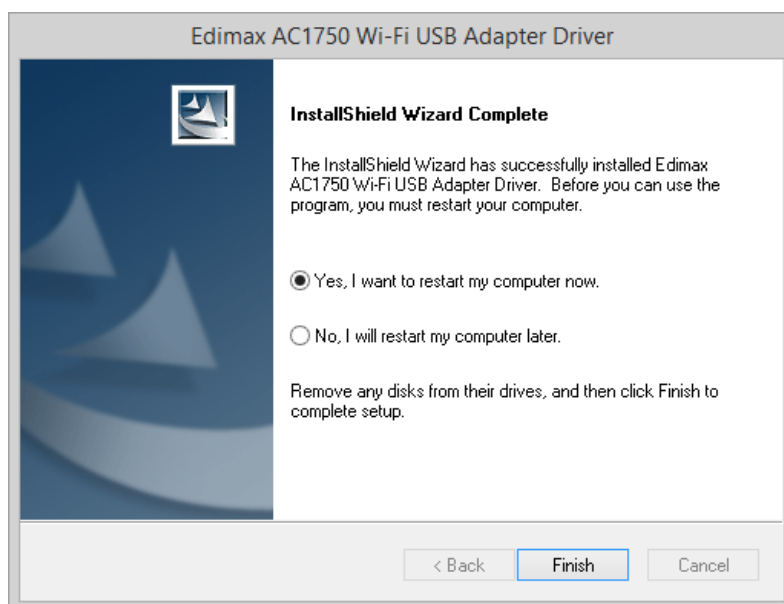 Edimax AC1750 Wi-Fi USB Adapter Driver
InstallShield Wizard Complete
The InstallShield Wizard has successfully installed Edimax
AC1750 Wi-Fi USB Adapter Driver.  Before you can use the
program, you must restart your computer.
Yes, I want to restart my computer now.
No, I will restart my computer later.
Remove any disks from their drives, and then click Finish to
complete setup.
< Back Finish Cancel